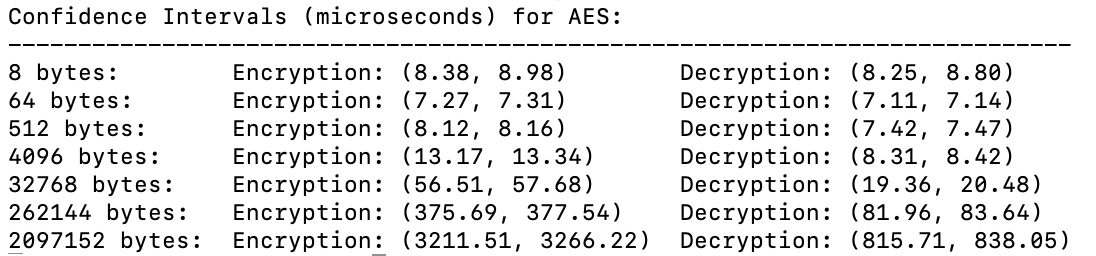 Confidence Intervals (microseconds) for AES:
----------------------------------------------------------------------------
8 bytes: Encryption: (8.38, 8.98) Decryption: (8.25, 8.80)
64 bytes: Encryption: (7.27, 7.31) Decryption: (7.11, 7.14)
512 bytes: Encryption: (8.12, 8.16) Decryption: (7.42, 7.47)
4096 bytes: Encryption: (13.17, 13.34) Decryption: (8.31, 8.42)
32768 bytes: Encryption: (56.51, 57.68) Decryption: (19.36, 20.48)
262144 bytes: Encryption: (375.69, 377.54) Decryption: (81.96, 83.64)
2097152 bytes: Encryption: (3211.51, 3266.22) Decryption: (815.71, 838.05)